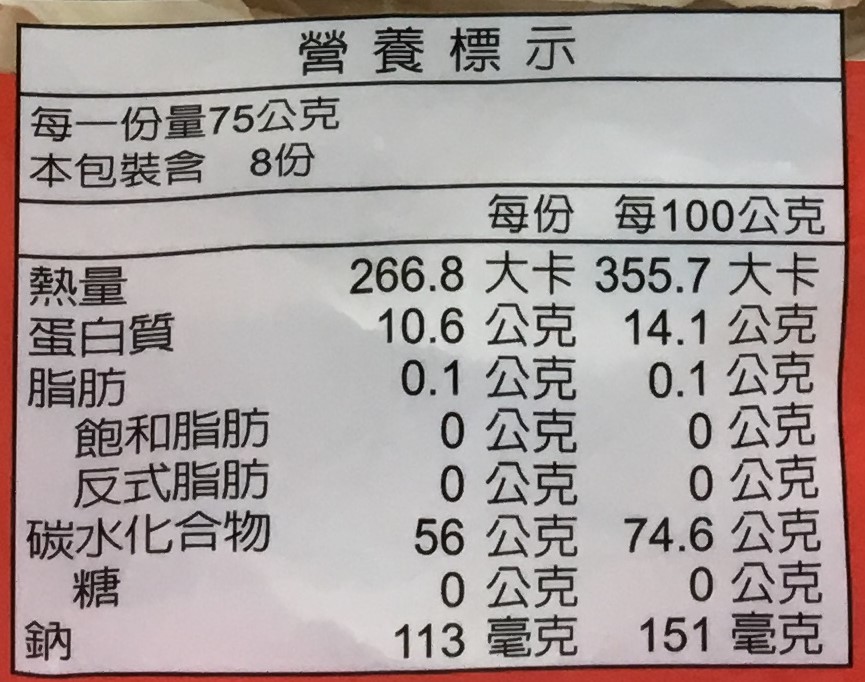 營養標示
每一份量75公克
本包裝含 8份
每份 每100公克
熱量 266.8 大卡 355.7 大卡
蛋白質 10.6 公克 14.1 公克
脂肪 0.1 公克 0.1 公克
飽和脂肪 0 公克 0 公克
反式脂肪 0 公克 0 公克
碳水化合物 56 公克 74.6 公克
糖 0 公克 0 公克
鈉 113 毫克 151 毫克